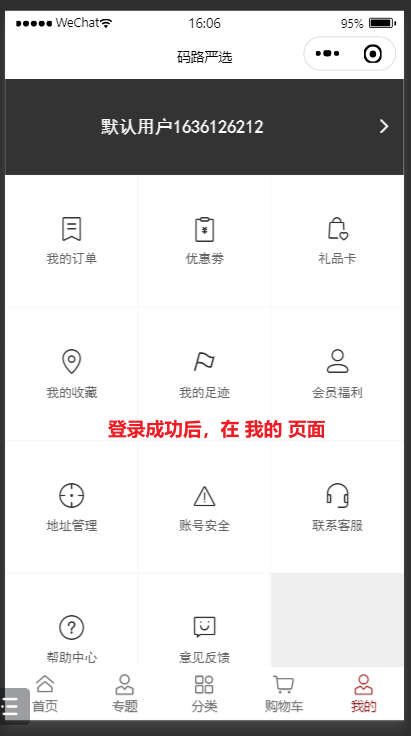 WeChat 16:06 95%
码路严选
默认用户1636126212
我的订单 优惠劵 礼品卡
我的收藏 我的足迹 会员福利
登录成功后，在 我的 页面
地址管理 账号安全 联系客服
帮助中心 意见反馈
首页 专题 分类 购物车 我的